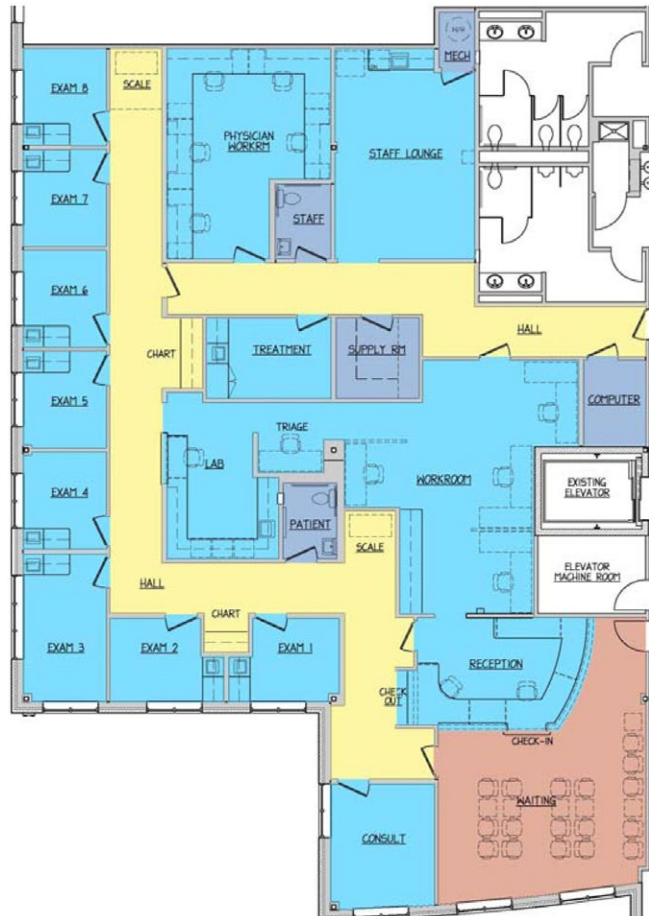 MECH
EXAM 8
SCALE
PHYSICIAN
WORKRM
STAFF LOUNGE
EXAM 7
STAFF
EXAM 6
HALL
CHART
TREATMENT
SUPPLY RM
EXAM 5
COMPUTER
TRIAGE
LAB
WORKROOM
EXISTING
ELEVATOR
EXAM 4
PATIENT
SCALE
ELEVATOR
MACHINE ROOM
HALL
CHART
EXAM 3
EXAM 2
EXAM 1
RECEPTION
CHECK
OUT
CHECK-IN
WAITING
CONSULT